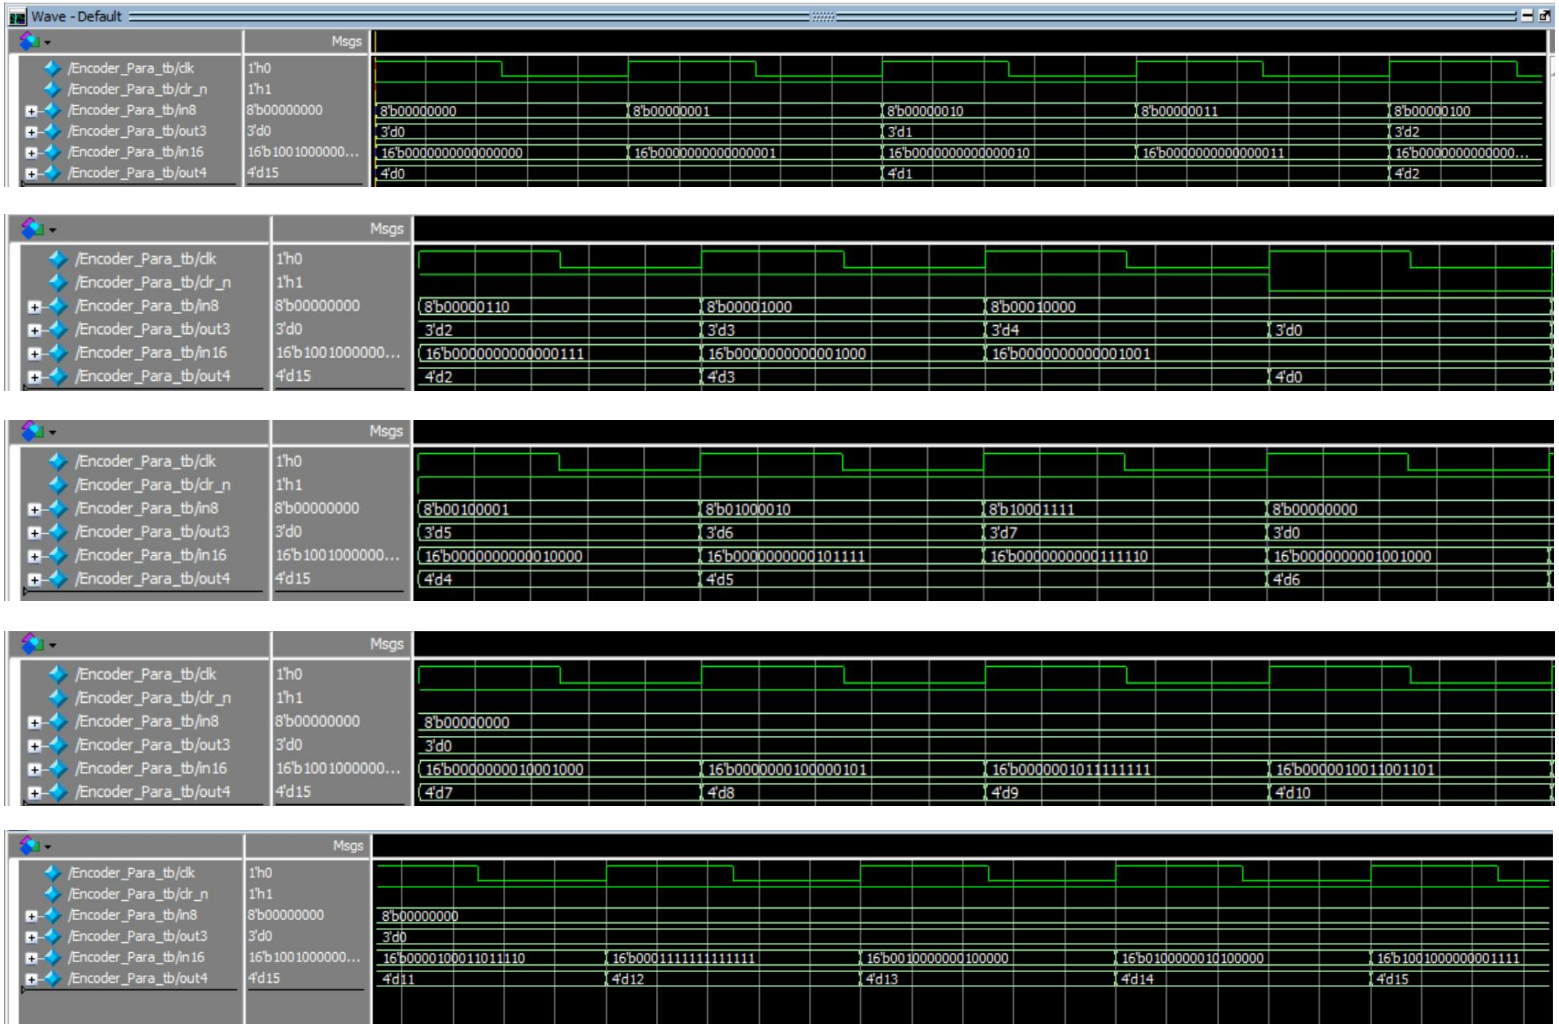 Wave - Default
Msgs
/Encoder_Para_tb/clk 1'h0
/Encoder_Para_tb/clr_n 1'h1
/Encoder_Para_tb/in8 8'b00000000 8'b00000000 8'b00000001 8'b00000010 8'b00000011 8'b00000100
/Encoder_Para_tb/out3 3'd0 3'd0 3'd1 3'd2
/Encoder_Para_tb/in16 16'b1001000000... 16'b0000000000000000 16'b0000000000000001 16'b0000000000000010 16'b0000000000000011 16'b0000000000000...
/Encoder_Para_tb/out4 4'd15 4'd0 4'd1 4'd2
Msgs
/Encoder_Para_tb/clk 1'h0
/Encoder_Para_tb/clr_n 1'h1
/Encoder_Para_tb/in8 8'b00000000 8'b00000110 8'b00001000 8'b00010000
/Encoder_Para_tb/out3 3'd0 3'd2 3'd3 3'd4 3'd0
/Encoder_Para_tb/in16 16'b1001000000... 16'b0000000000000111 16'b0000000000001000 16'b0000000000001001
/Encoder_Para_tb/out4 4'd15 4'd2 4'd3 4'd0
Msgs
/Encoder_Para_tb/clk 1'h0
/Encoder_Para_tb/clr_n 1'h1
/Encoder_Para_tb/in8 8'b00000000 8'b00100001 8'b01000010 8'b10001111 8'b00000000
/Encoder_Para_tb/out3 3'd0 3'd5 3'd6 3'd7 3'd0
/Encoder_Para_tb/in16 16'b1001000000... 16'b0000000000010000 16'b0000000000101111 16'b0000000000111110 16'b0000000001001000
/Encoder_Para_tb/out4 4'd15 4'd4 4'd5 4'd6
Msgs
/Encoder_Para_tb/clk 1'h0
/Encoder_Para_tb/clr_n 1'h1
/Encoder_Para_tb/in8 8'b00000000 8'b00000000
/Encoder_Para_tb/out3 3'd0 3'd0
/Encoder_Para_tb/in16 16'b1001000000... 16'b0000000010001000 16'b0000000100000101 16'b0000001011111111 16'b0000010011001101
/Encoder_Para_tb/out4 4'd15 4'd7 4'd8 4'd9 4'd10
Msgs
/Encoder_Para_tb/clk 1'h0
/Encoder_Para_tb/clr_n 1'h1
/Encoder_Para_tb/in8 8'b00000000 8'b00000000
/Encoder_Para_tb/out3 3'd0 3'd0
/Encoder_Para_tb/in16 16'b1001000000... 16'b0000100011011110 16'b0001111111111111 16'b0010000000100000 16'b0100000010100000 16'b1001000000001111
/Encoder_Para_tb/out4 4'd15 4'd11 4'd12 4'd13 4'd14 4'd15